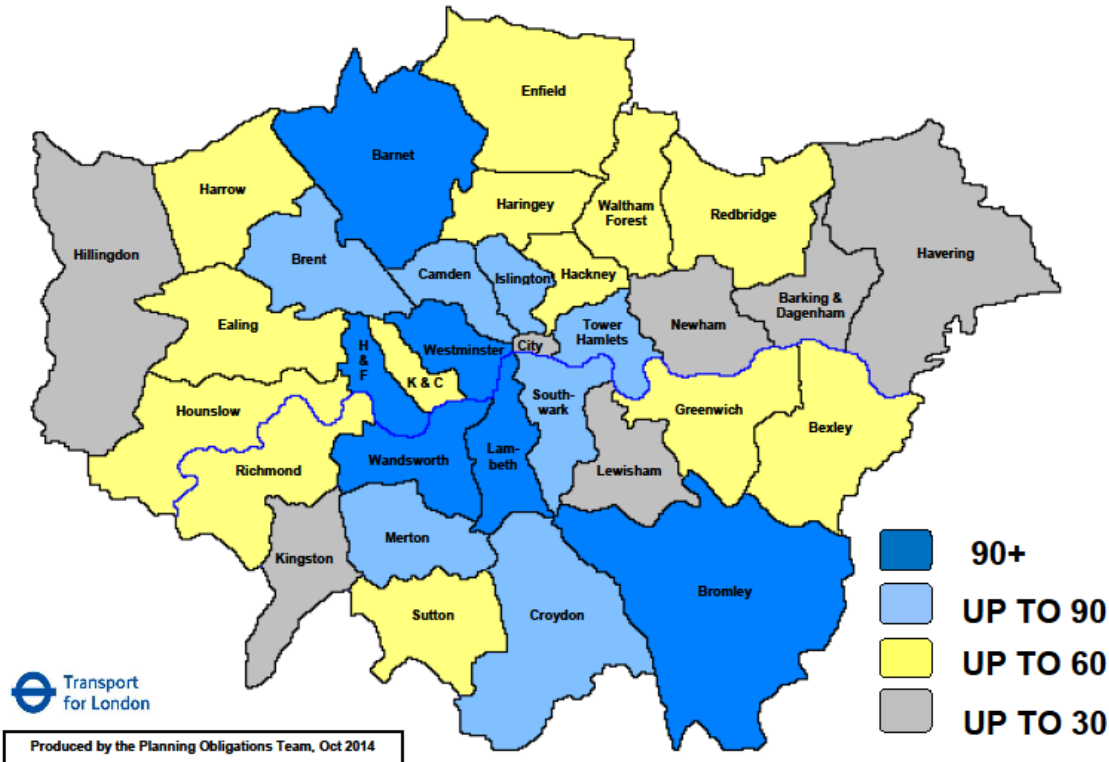 Enfield
Barnet
Harrow
Haringey
Waltham
Forest
Redbridge
Havering
Hillingdon
Brent
Camden
Islington
Hackney
Barking &
Dagenham
Ealing
Tower
Hamlets
Newham
H
&
F
Westminster
City
K & C
South-
wark
Hounslow
Greenwich
Bexley
Richmond
Wandsworth
Lam-
beth
Lewisham
Kingston
Merton
Sutton
Croydon
Bromley
90+
UP TO 90
UP TO 60
UP TO 30
Transport
for London
Produced by the Planning Obligations Team, Oct 2014